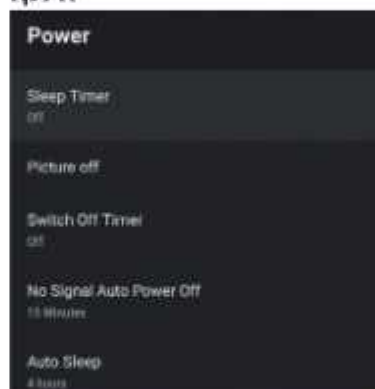 Power
Sleep Timer
Off
Picture off
Switch Off Timer
Off
No Signal Auto Power Off
15 Minutes
Auto Sleep
4 hours